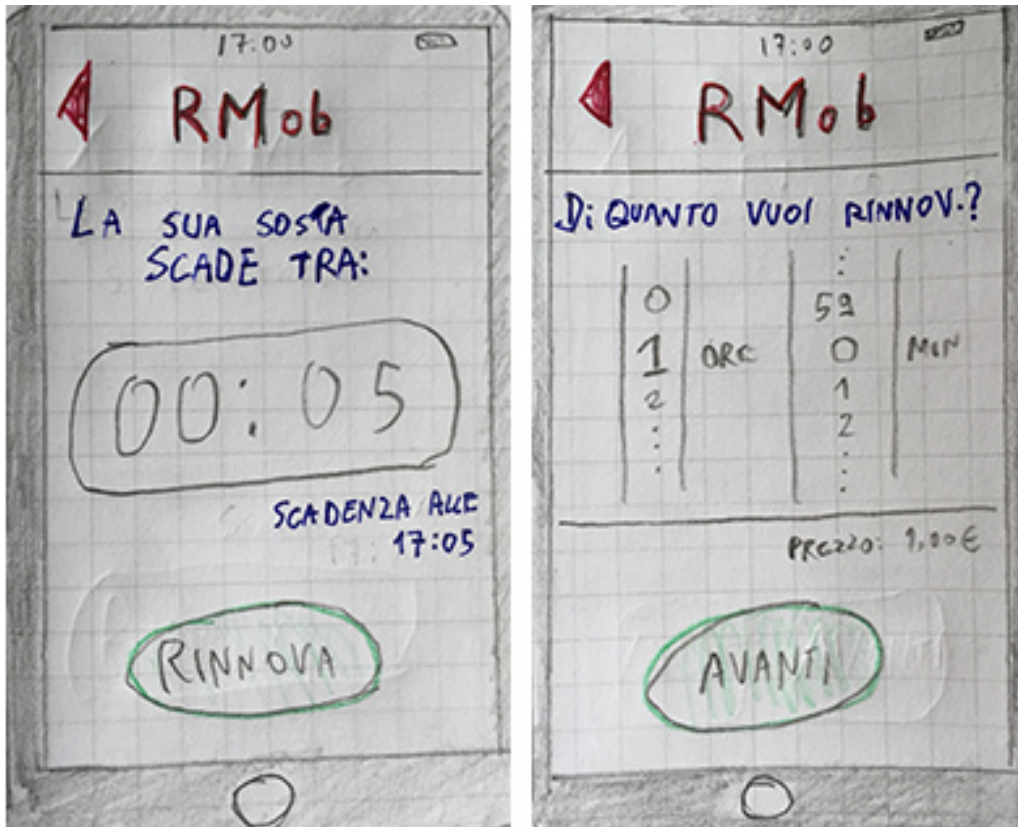 17:00
RMob
LA SUA SOSTA
SCADE TRA:
00:05
SCADENZA ALLE
17:05
RINNOVA
17:00
RMob
Di QUANTO VUOI RINNOV.?
0
1 ORE
2
:
.
:
59
0 MIN
1
2
:
.
PREZZO: 1,00€
AVANTI